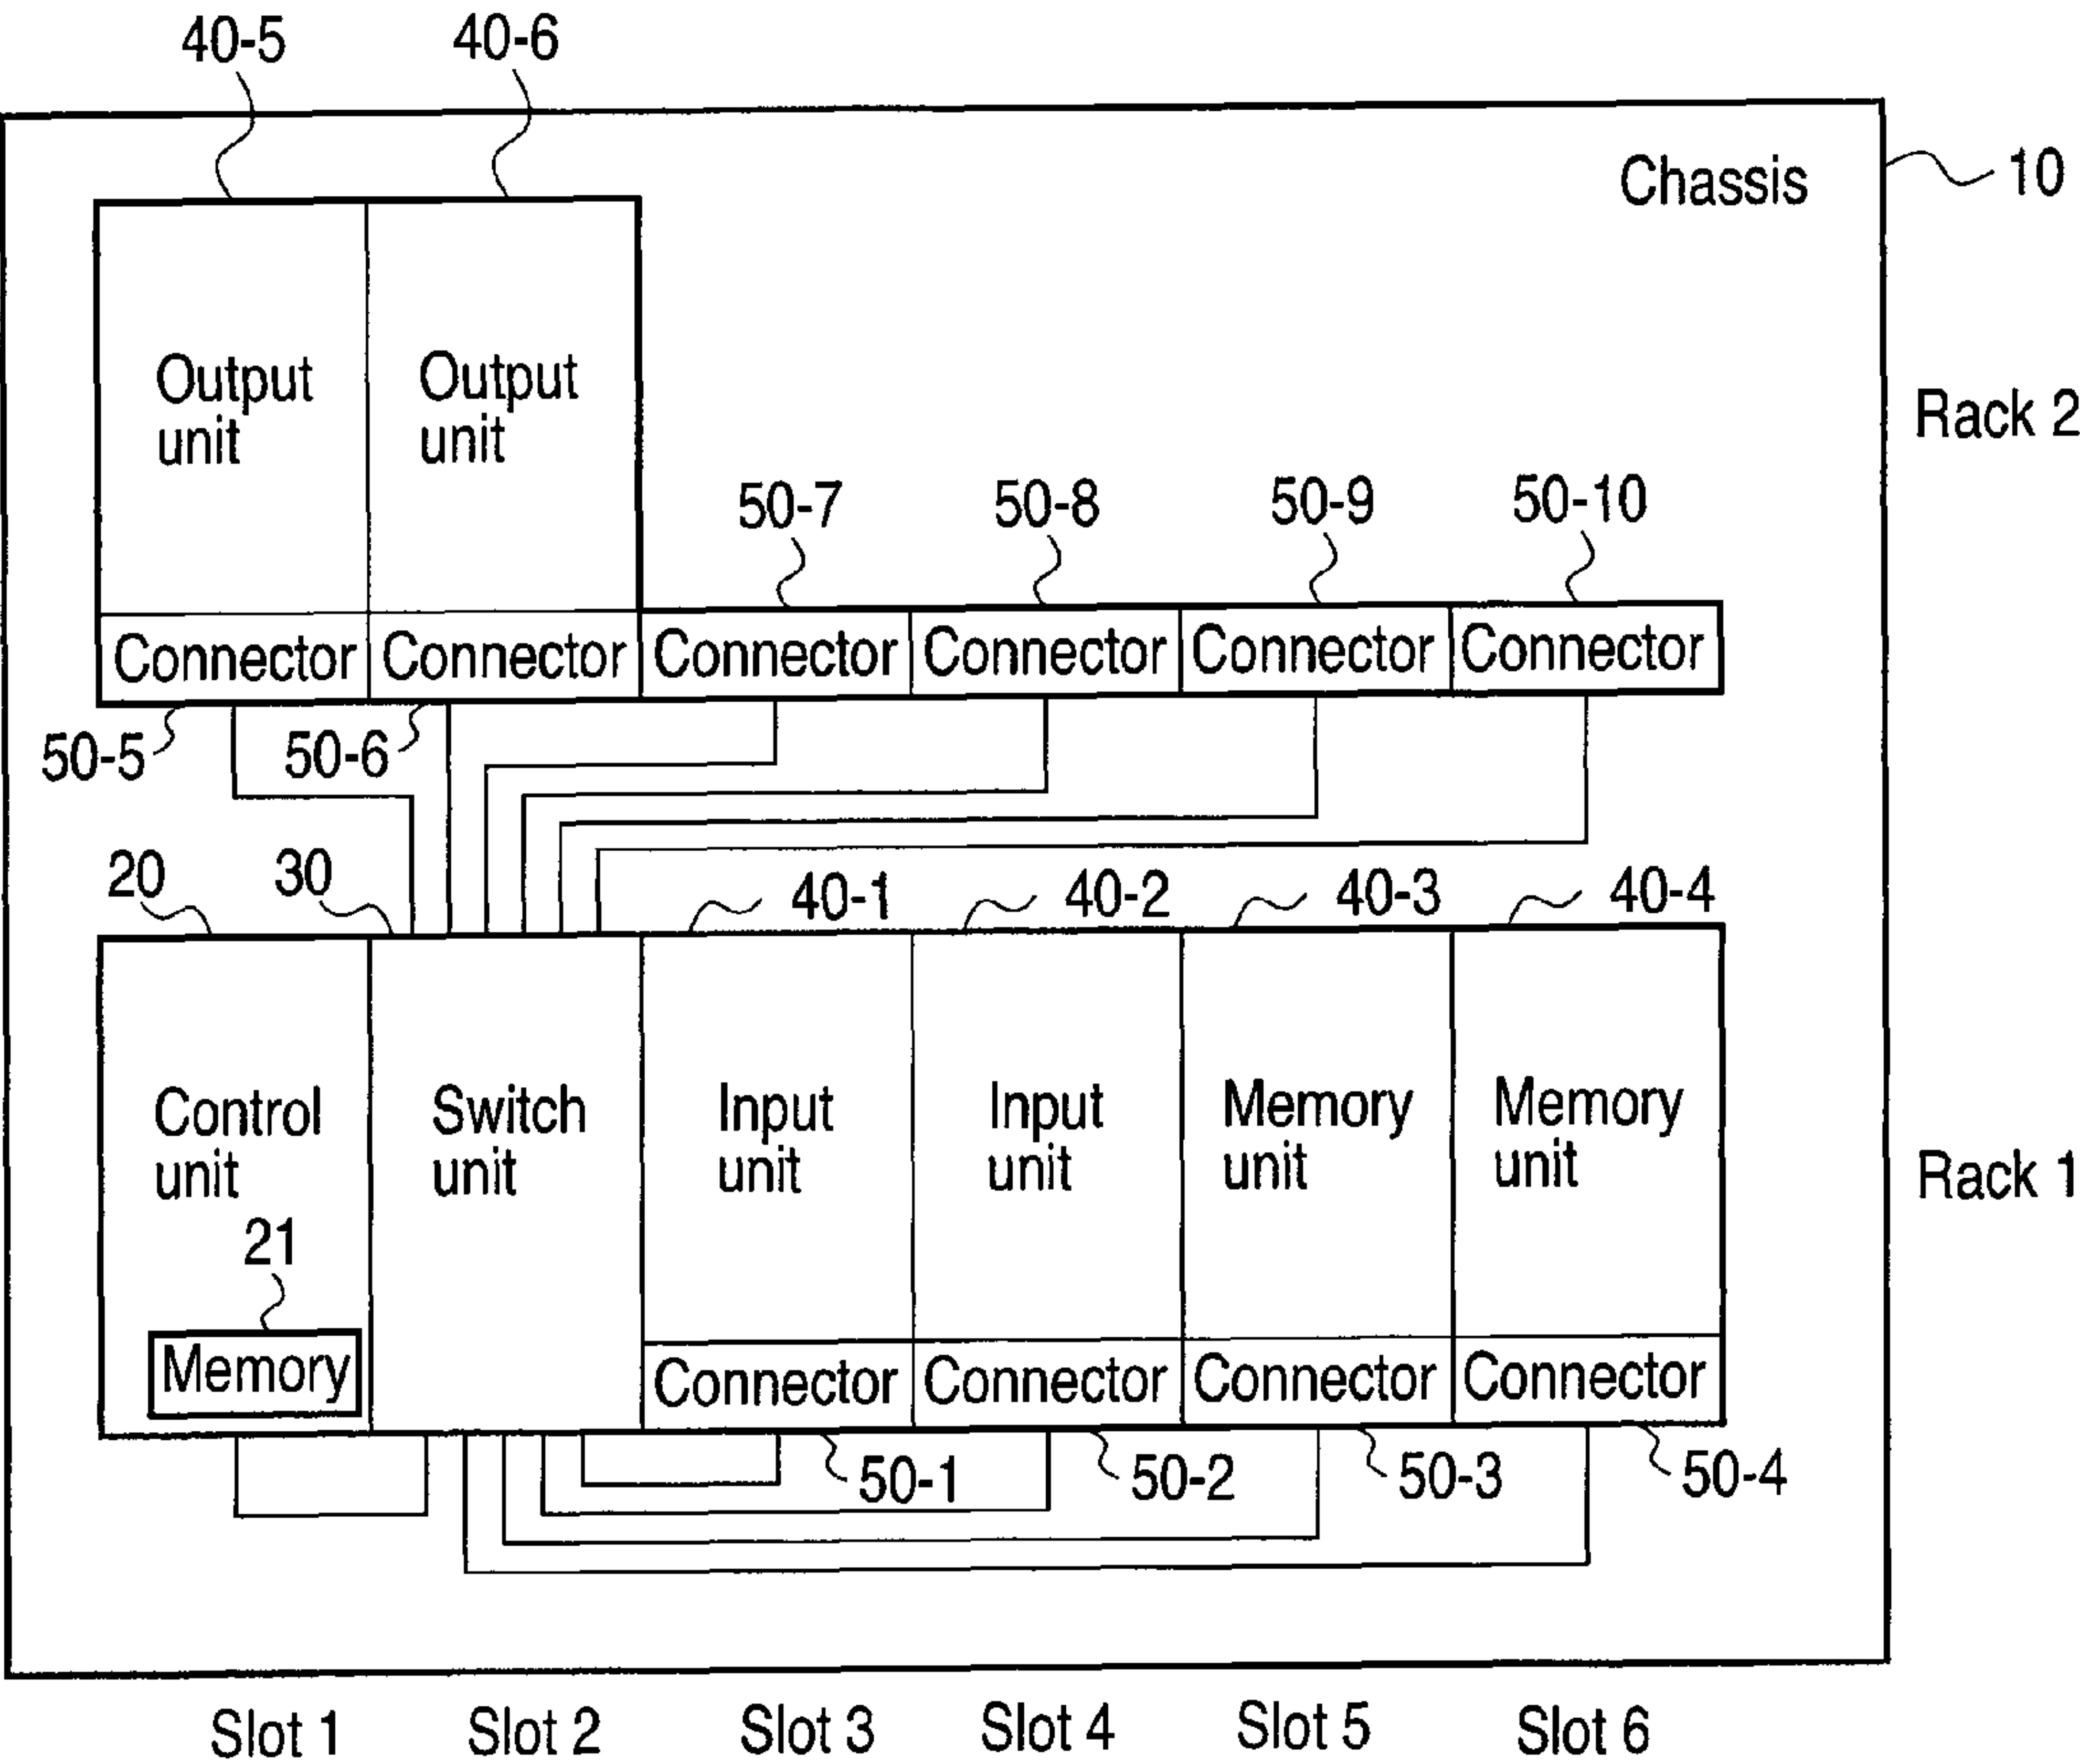 40-5 40-6
Chassis
10
Output
unit
Output
unit
Rack 2
50-7 50-8 50-9 50-10
Connector Connector Connector Connector Connector Connector
50-5 50-6
20 30 40-1 40-2 40-3 40-4
Control
unit
Switch
unit
Input
unit
Input
unit
Memory
unit
Memory
unit
Rack 1
21
Memory
Connector Connector Connector Connector
50-1 50-2 50-3 50-4
Slot 1 Slot 2 Slot 3 Slot 4 Slot 5 Slot 6